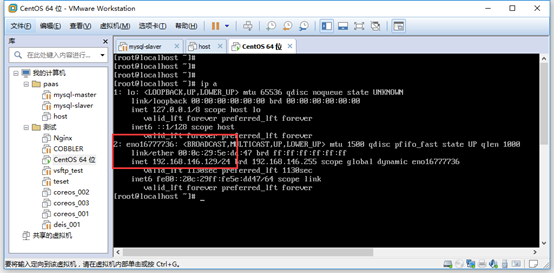 CentOS 64 位 - VMware Workstation
文件(F) 编辑(E) 查看(V) 虚拟机(M) 选项卡(T) 帮助(H)
库
在此处键入内容进行...
我的计算机
paas
mysql-master
mysql-slaver
host
测试
Nginx
COBBLER
CentOS 64 位
vsftp_test
teset
coreos_002
coreos_003
coreos_001
deis_001
共享的虚拟机
mysql-slaver host CentOS 64 位
[root@localhost ~]#
[root@localhost ~]#
[root@localhost ~]# ip a
1: lo: <LOOPBACK,UP,LOWER_UP> mtu 65536 qdisc noqueue state UNKNOWN
link/loopback 00:00:00:00:00:00 brd 00:00:00:00:00:00
inet 127.0.0.1/8 scope host lo
valid_lft forever preferred_lft forever
inet6 ::1/128 scope host
valid_lft forever preferred_lft forever
2: eno16777736: <BROADCAST,MULTICAST,UP,LOWER_UP> mtu 1500 qdisc pfifo_fast state UP qlen 1000
link/ether 00:0c:29:5e:dd:47 brd ff:ff:ff:ff:ff:ff
inet 192.168.146.129/24 brd 192.168.146.255 scope global dynamic eno16777736
valid_lft 1130sec preferred_lft 1130sec
inet6 fe80::20c:29ff:fe5e:dd47/64 scope link
valid_lft forever preferred_lft forever
[root@localhost ~]# _
要将输入定向到该虚拟机，请在虚拟机内部单击或按 Ctrl+G。